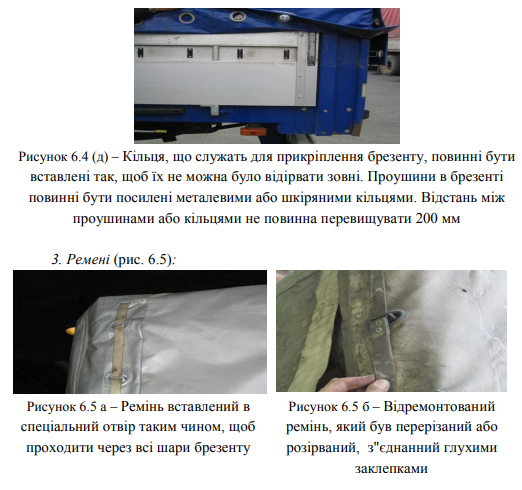 Рисунок 6.4 (д) – Кільця, що служать для прикріплення брезенту, повинні бути
вставлені так, щоб їх не можна було відірвати зовні. Проушини в брезенті
повинні бути посилені металевими або шкіряними кільцями. Відстань між
проушинами або кільцями не повинна перевищувати 200 мм
3. Ремені (рис. 6.5):
Рисунок 6.5 а – Ремінь вставлений в
спеціальний отвір таким чином, щоб
проходити через всі шари брезенту
Рисунок 6.5 б – Відремонтований
ремінь, який був перерізаний або
розірваний, з"єднанний глухими
заклепками